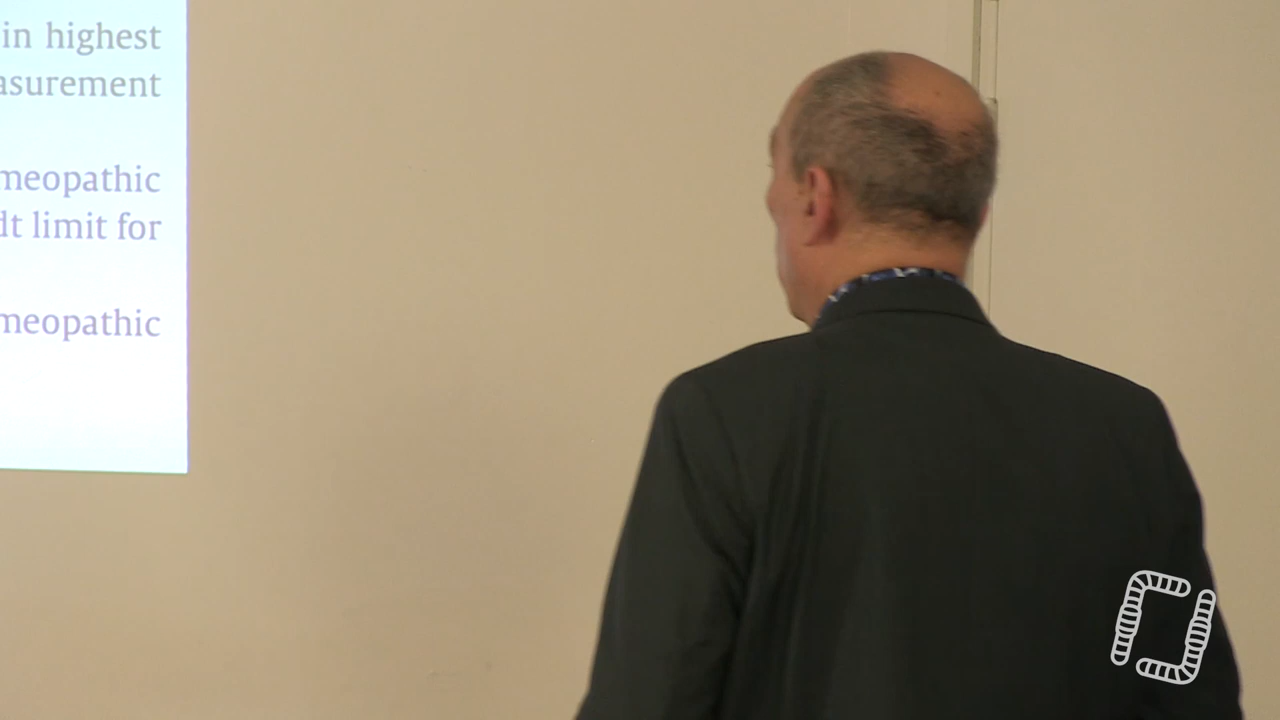 in highest
asurement
meopathic
dt limit for
meopathic